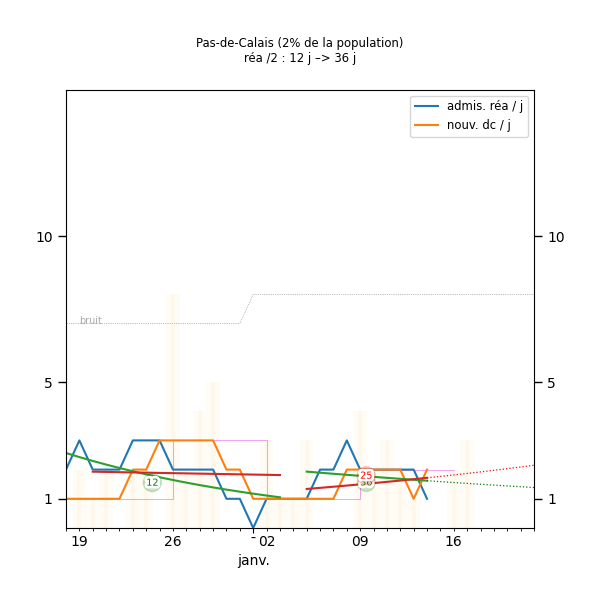 Pas-de-Calais (2% de la population)
réa /2 : 12 j –> 36 j
admis. réa / j
nouv. dc / j
10 10
bruit
5 5
12 25
1 1
19 26 02 09 16
janv.